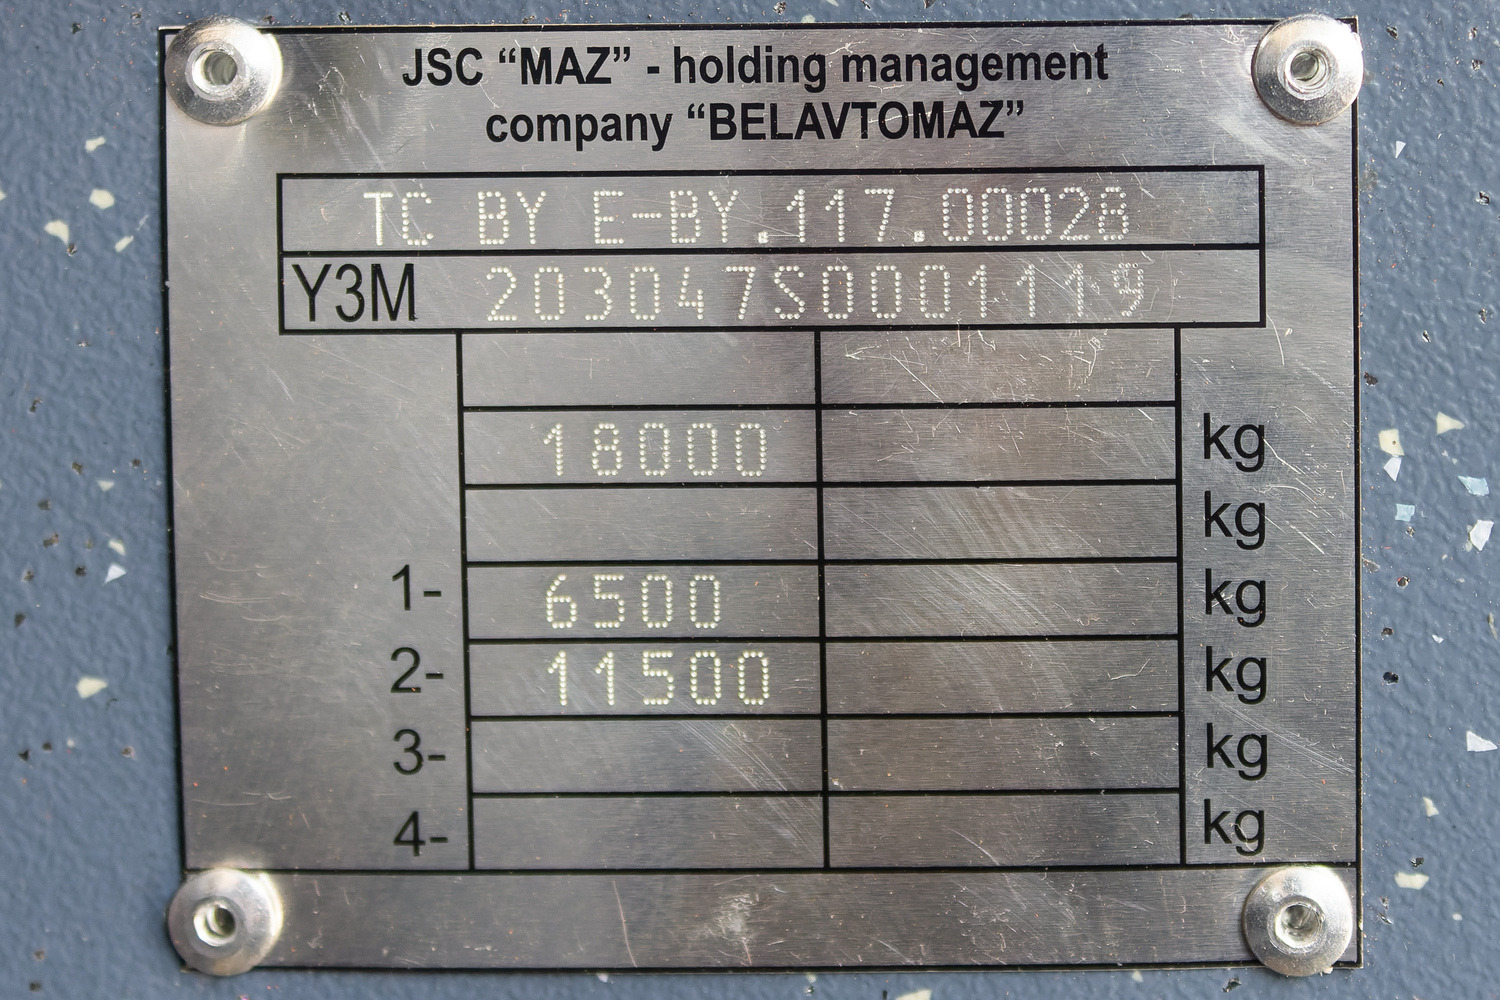 JSC “MAZ” - holding management
company “BELAVTOMAZ”
TC BY E-BY.117.00028
Y3M 203047S0001119
18000 kg
kg
1- 6500 kg
2- 11500 kg
3- kg
4- kg